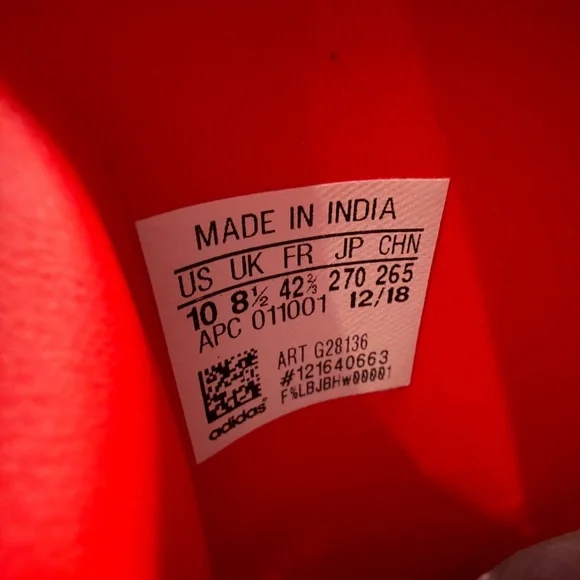 MADE IN INDIA
US UK FR JP CHN
10 8½ 42⅔ 270 265
APC 011001 12/18
ART G28136
#121640663
F%LBJBHw00001
adidas